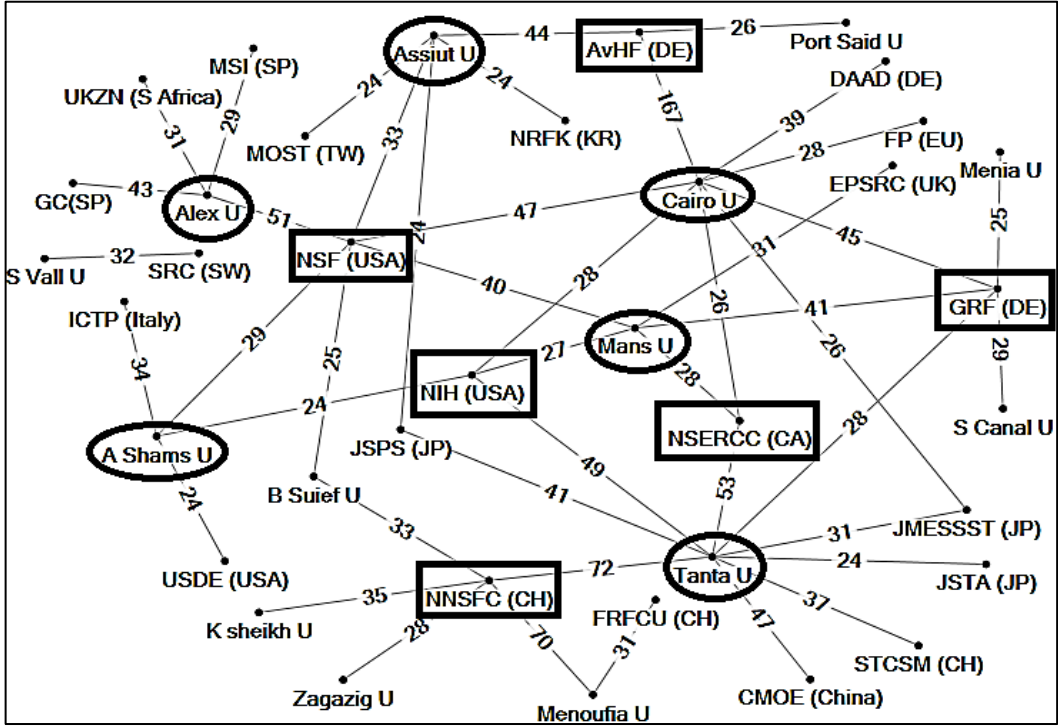 44
26
Port Said U
Assiut U
AvHF (DE)
MSI (SP)
DAAD (DE)
UKZN (S Africa)
24
24
167
39
29
33
31
MOST (TW)
NRFK (KR)
28
FP (EU)
Menia U
EPSRC (UK)
GC(SP)
43
Alex U
Cairo U
51
47
24
25
S Vall U
32
SRC (SW)
NSF (USA)
31
45
28
40
26
ICTP (Italy)
41
GRF (DE)
29
25
Mans U
26
29
34
27
28
24
NIH (USA)
28
A Shams U
JSPS (JP)
NSERCC (CA)
S Canal U
49
24
B Suief U
41
53
33
31
JMESSST (JP)
USDE (USA)
72
Tanta U
24
JSTA (JP)
35
NNSFC (CH)
37
K sheikh U
FRFCU (CH)
28
70
31
47
STCSM (CH)
Zagazig U
Menoufia U
CMOE (China)